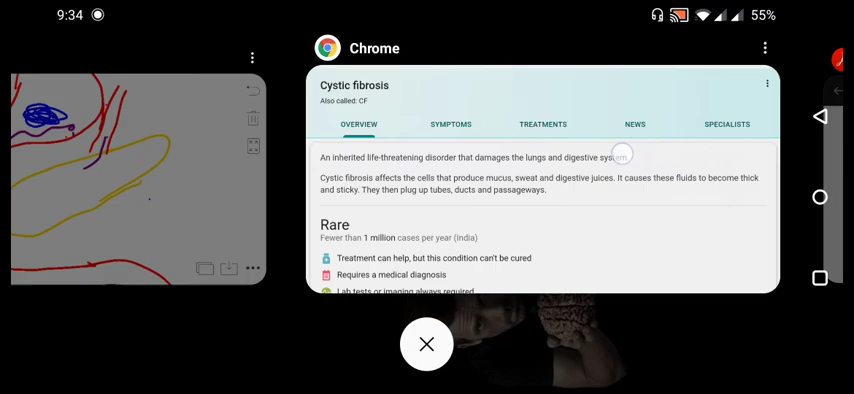 9:34
55%
Chrome
Cystic fibrosis
Also called: CF
OVERVIEW SYMPTOMS TREATMENTS NEWS SPECIALISTS
An inherited life-threatening disorder that damages the lungs and digestive system.
Cystic fibrosis affects the cells that produce mucus, sweat and digestive juices. It causes these fluids to become thick
and sticky. They then plug up tubes, ducts and passageways.
Rare
Fewer than 1 million cases per year (India)
Treatment can help, but this condition can't be cured
Requires a medical diagnosis
Lab tests or imaging always required